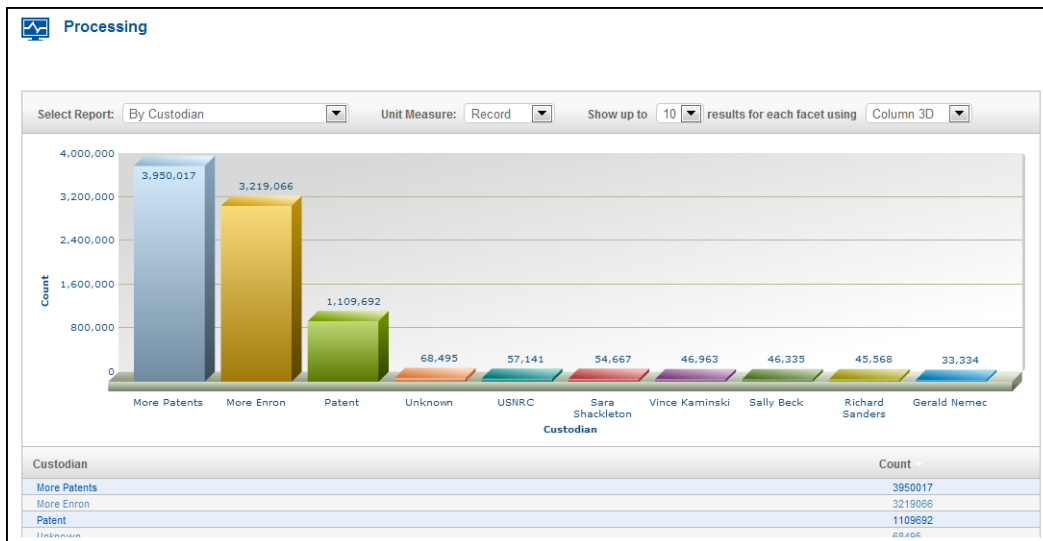 Processing
Select Report: By Custodian Unit Measure: Record Show up to 10 results for each facet using Column 3D
4,000,000
3,200,000
2,400,000
1,600,000
800,000
0
Count
3,950,017
3,219,066
1,109,692
68,495
57,141
54,667
46,963
46,335
45,568
33,334
More Patents
More Enron
Patent
Unknown
USNRC
Sara
Shackleton
Vince Kaminski
Sally Beck
Richard
Sanders
Gerald Nemec
Custodian
Custodian Count
More Patents 3950017
More Enron 3219066
Patent 1109692
Unknown 68495